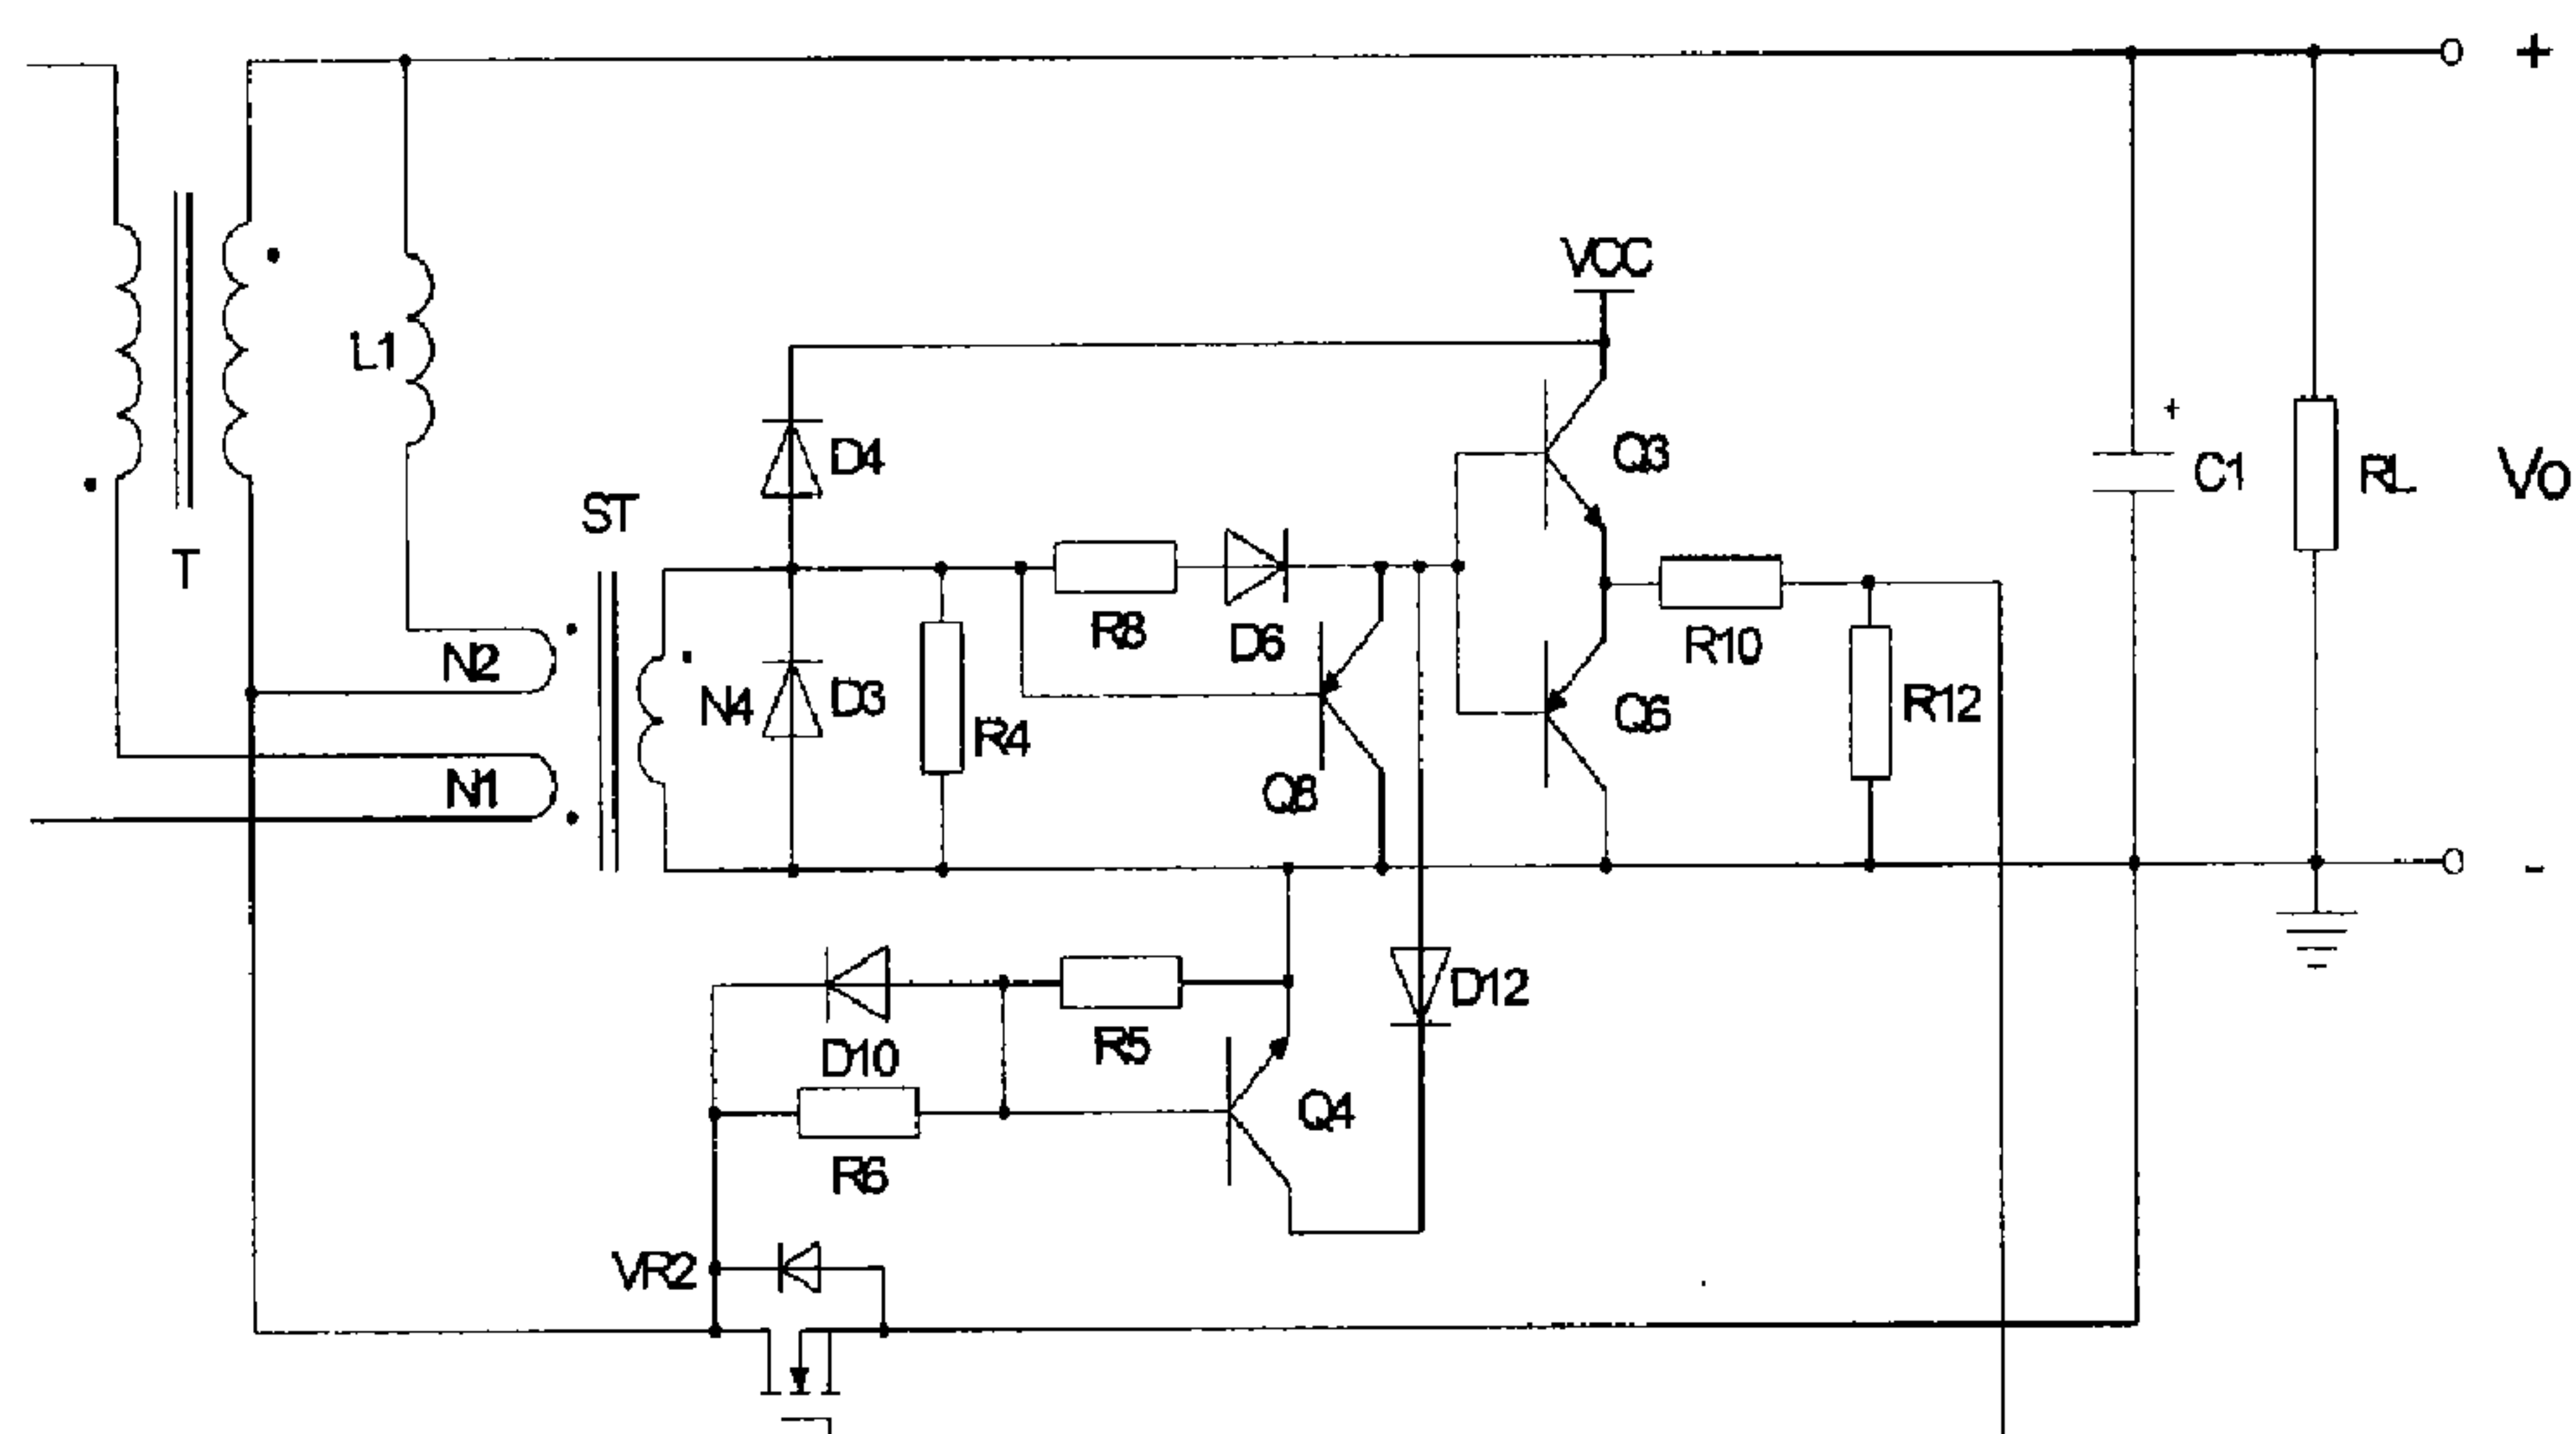 +
VCC
L1
D4
Q3
C1
+
RL
Vo
ST
T
R8
D6
R10
N2
N4
D3
R4
Q6
R12
N1
Q8
-
D12
D10
R5
Q4
R6
VR2